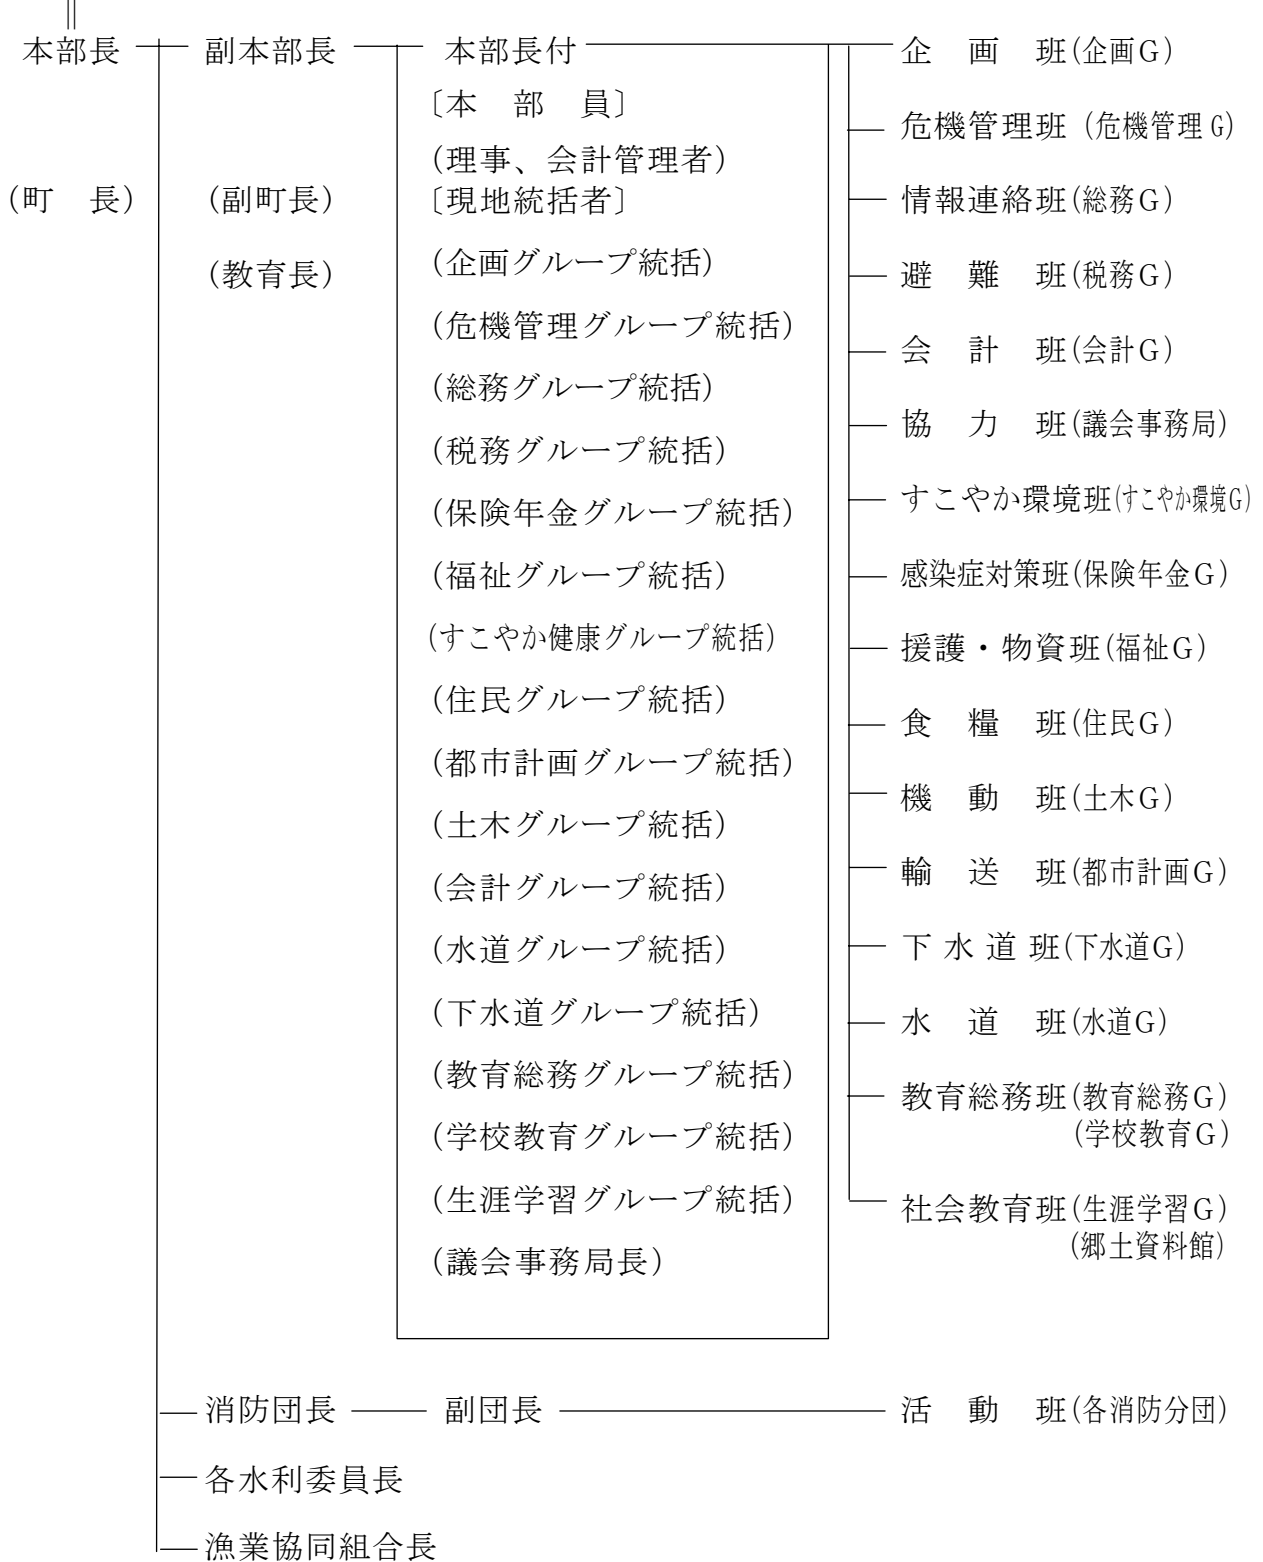 本部長 副本部長 本部長付 企画班(企画G)
〔本部員〕
危機管理班(危機管理G)
(理事、会計管理者)
(町長) (副町長) 〔現地統括者〕 情報連絡班(総務G)
(教育長) (企画グループ統括) 避難班(税務G)
(危機管理グループ統括)
会計班(会計G)
(総務グループ統括)
協力班(議会事務局)
(税務グループ統括)
すこやか環境班(すこやか環境G)
(保険年金グループ統括)
(福祉グループ統括) 感染症対策班(保険年金G)
(すこやか健康グループ統括) 援護・物資班(福祉G)
(住民グループ統括)
食糧班(住民G)
(都市計画グループ統括)
機動班(土木G)
(土木グループ統括)
輸送班(都市計画G)
(会計グループ統括)
(水道グループ統括) 下水道班(下水道G)
(下水道グループ統括) 水道班(水道G)
(教育総務グループ統括)
教育総務班(教育総務G)
(学校教育グループ統括) (学校教育G)
(生涯学習グループ統括) 社会教育班(生涯学習G)
(郷土資料館)
(議会事務局長)
消防団長 副団長 活動班(各消防分団)
各水利委員長
漁業協同組合長